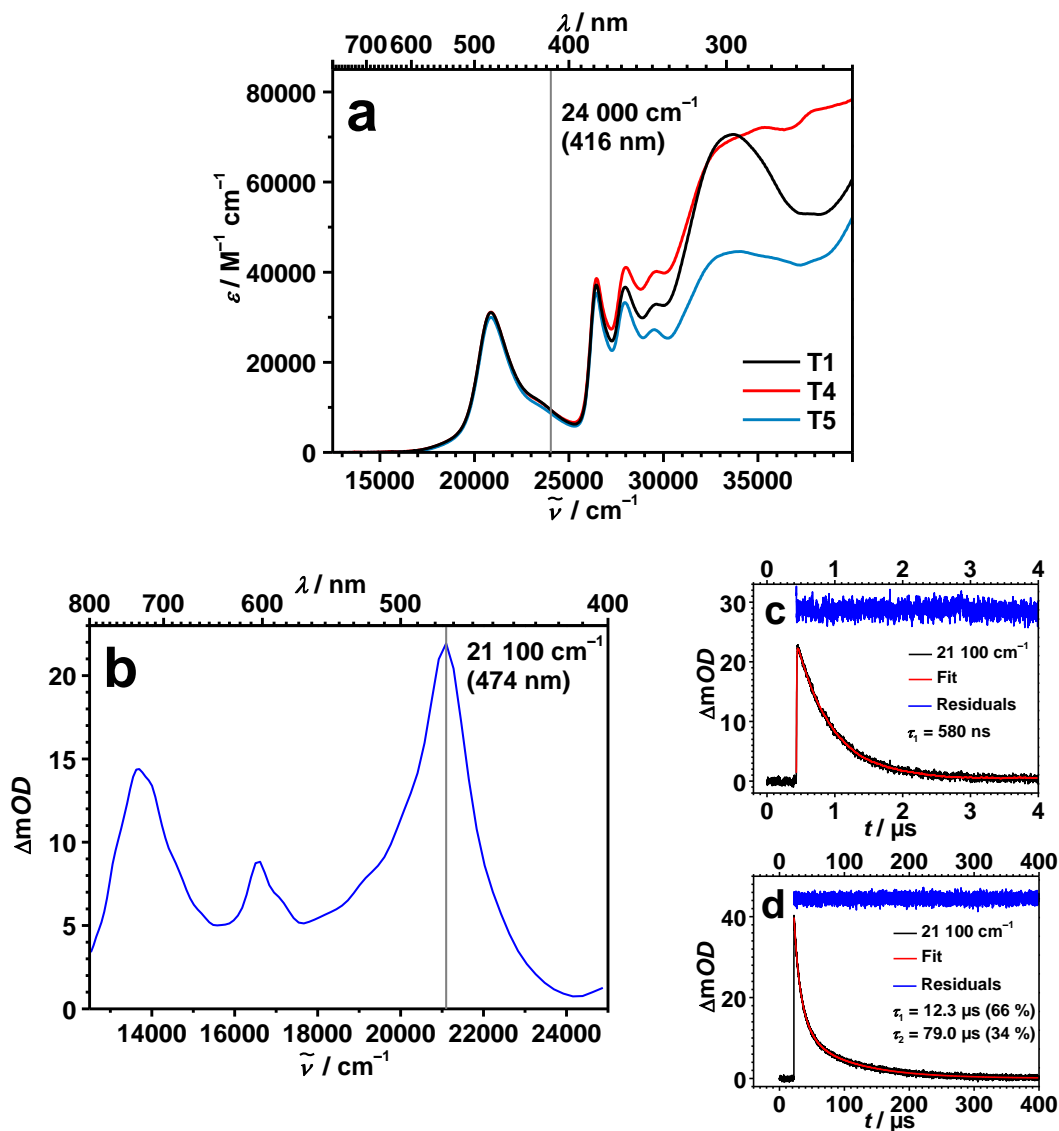 λ / nm
700 600 500 400 300
80000
60000
40000
20000
0
ε / M⁻¹ cm⁻¹
a
24 000 cm⁻¹
(416 nm)
T1
T4
T5
15000 20000 25000 30000 35000
ν̃ / cm⁻¹
λ / nm
800 700 600 500 400
20
15
10
5
0
ΔmOD
b
21 100 cm⁻¹
(474 nm)
14000 16000 18000 20000 22000 24000
ν̃ / cm⁻¹
0 1 2 3 4
30
20
10
0
ΔmOD
c
21 100 cm⁻¹
Fit
Residuals
τ₁ = 580 ns
0 1 2 3 4
t / µs
0 100 200 300 400
40
20
0
ΔmOD
d
21 100 cm⁻¹
Fit
Residuals
τ₁ = 12.3 µs (66 %)
τ₂ = 79.0 µs (34 %)
0 100 200 300 400
t / µs